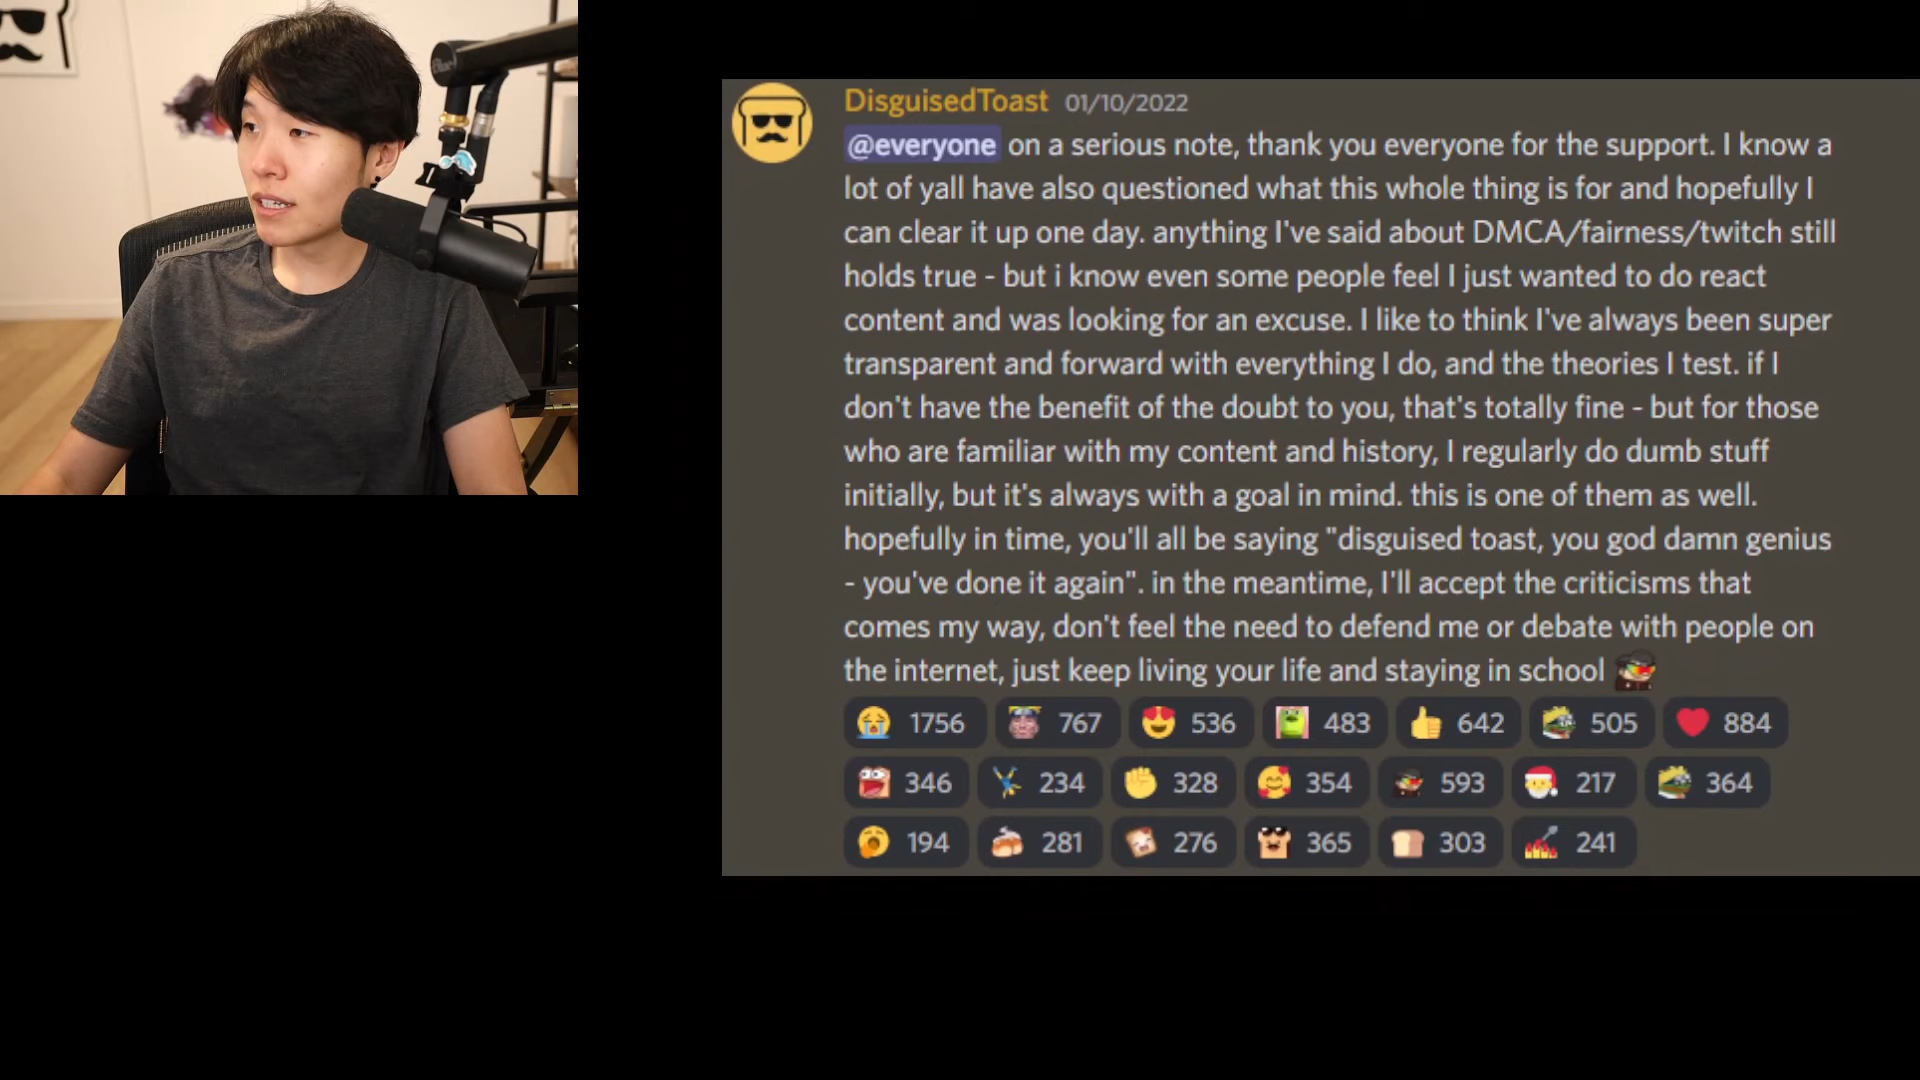 DisguisedToast 01/10/2022
@everyone on a serious note, thank you everyone for the support. I know a
lot of yall have also questioned what this whole thing is for and hopefully I
can clear it up one day. anything I've said about DMCA/fairness/twitch still
holds true - but i know even some people feel I just wanted to do react
content and was looking for an excuse. I like to think I've always been super
transparent and forward with everything I do, and the theories I test. if I
don't have the benefit of the doubt to you, that's totally fine - but for those
who are familiar with my content and history, I regularly do dumb stuff
initially, but it's always with a goal in mind. this is one of them as well.
hopefully in time, you'll all be saying "disguised toast, you god damn genius
- you've done it again". in the meantime, I'll accept the criticisms that
comes my way, don't feel the need to defend me or debate with people on
the internet, just keep living your life and staying in school
1756 767 536 483 642 505 884
346 234 328 354 593 217 364
194 281 276 365 303 241